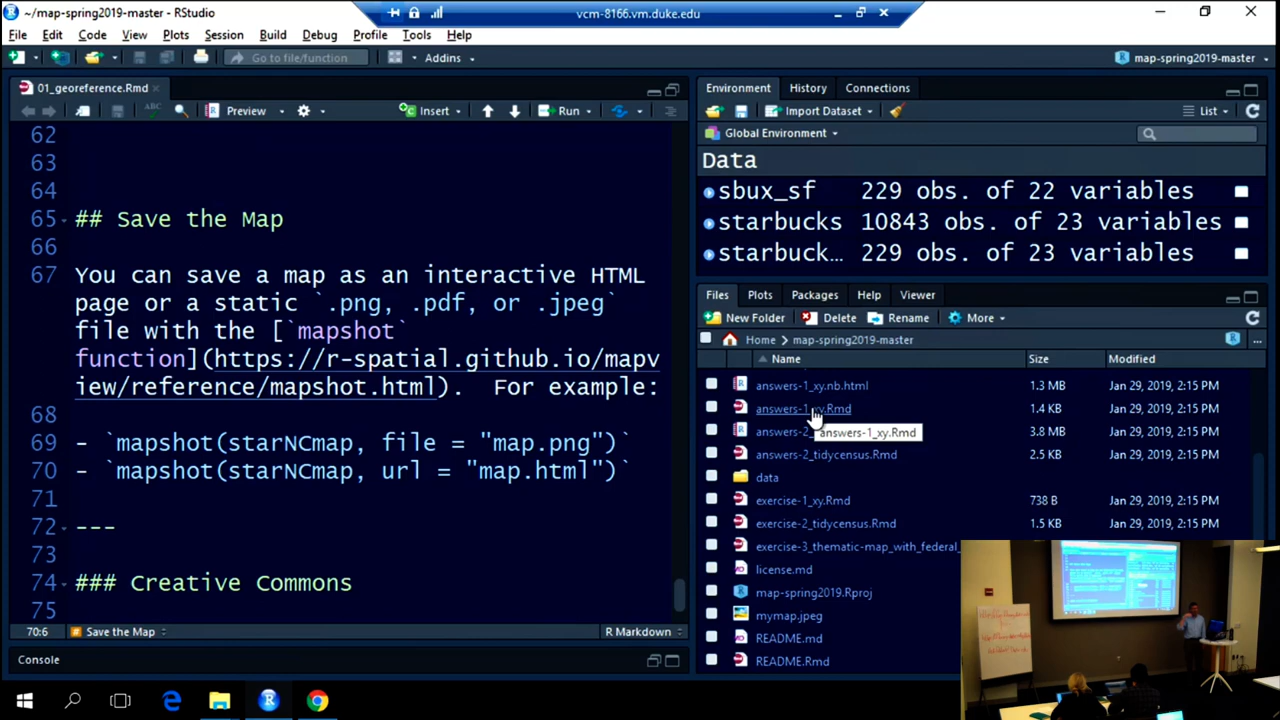 ~/map-spring2019-master - RStudio
vcm-8166.vm.duke.edu
File Edit Code View Plots Session Build Debug Profile Tools Help
Go to file/function
Addins
map-spring2019-master
01_georeference.Rmd
ABC
Preview
Insert
Run
62
63
64
65 ## Save the Map
66
67 You can save a map as an interactive HTML
page or a static `.png, .pdf, or .jpeg`
file with the [`mapshot`
function](https://r-spatial.github.io/mapv
iew/reference/mapshot.html).  For example:
68
69 - `mapshot(starNCmap, file = "map.png")`
70 - `mapshot(starNCmap, url = "map.html")`
71
72 ---
73
74 ### Creative Commons
75
70:6 # Save the Map R Markdown
Console
Environment History Connections
Import Dataset List
Global Environment
Data
sbux_sf 229 obs. of 22 variables
starbucks 10843 obs. of 23 variables
starbuck… 229 obs. of 23 variables
Files Plots Packages Help Viewer
New Folder Delete Rename More
Home map-spring2019-master ...
Name Size Modified
answers-1_xy.nb.html 1.3 MB Jan 29, 2019, 2:15 PM
answers-1_xy.Rmd 1.4 KB Jan 29, 2019, 2:15 PM
answers-2 3.8 MB Jan 29, 2019, 2:15 PM
answers-1_xy.Rmd
answers-2_tidycensus.Rmd 2.5 KB Jan 29, 2019, 2:15 PM
data
exercise-1_xy.Rmd 738 B Jan 29, 2019, 2:15 PM
exercise-2_tidycensus.Rmd 1.5 KB Jan 29, 2019, 2:15 PM
exercise-3_thematic-map_with_federal_
license.md
map-spring2019.Rproj
mymap.jpeg
README.md
README.Rmd